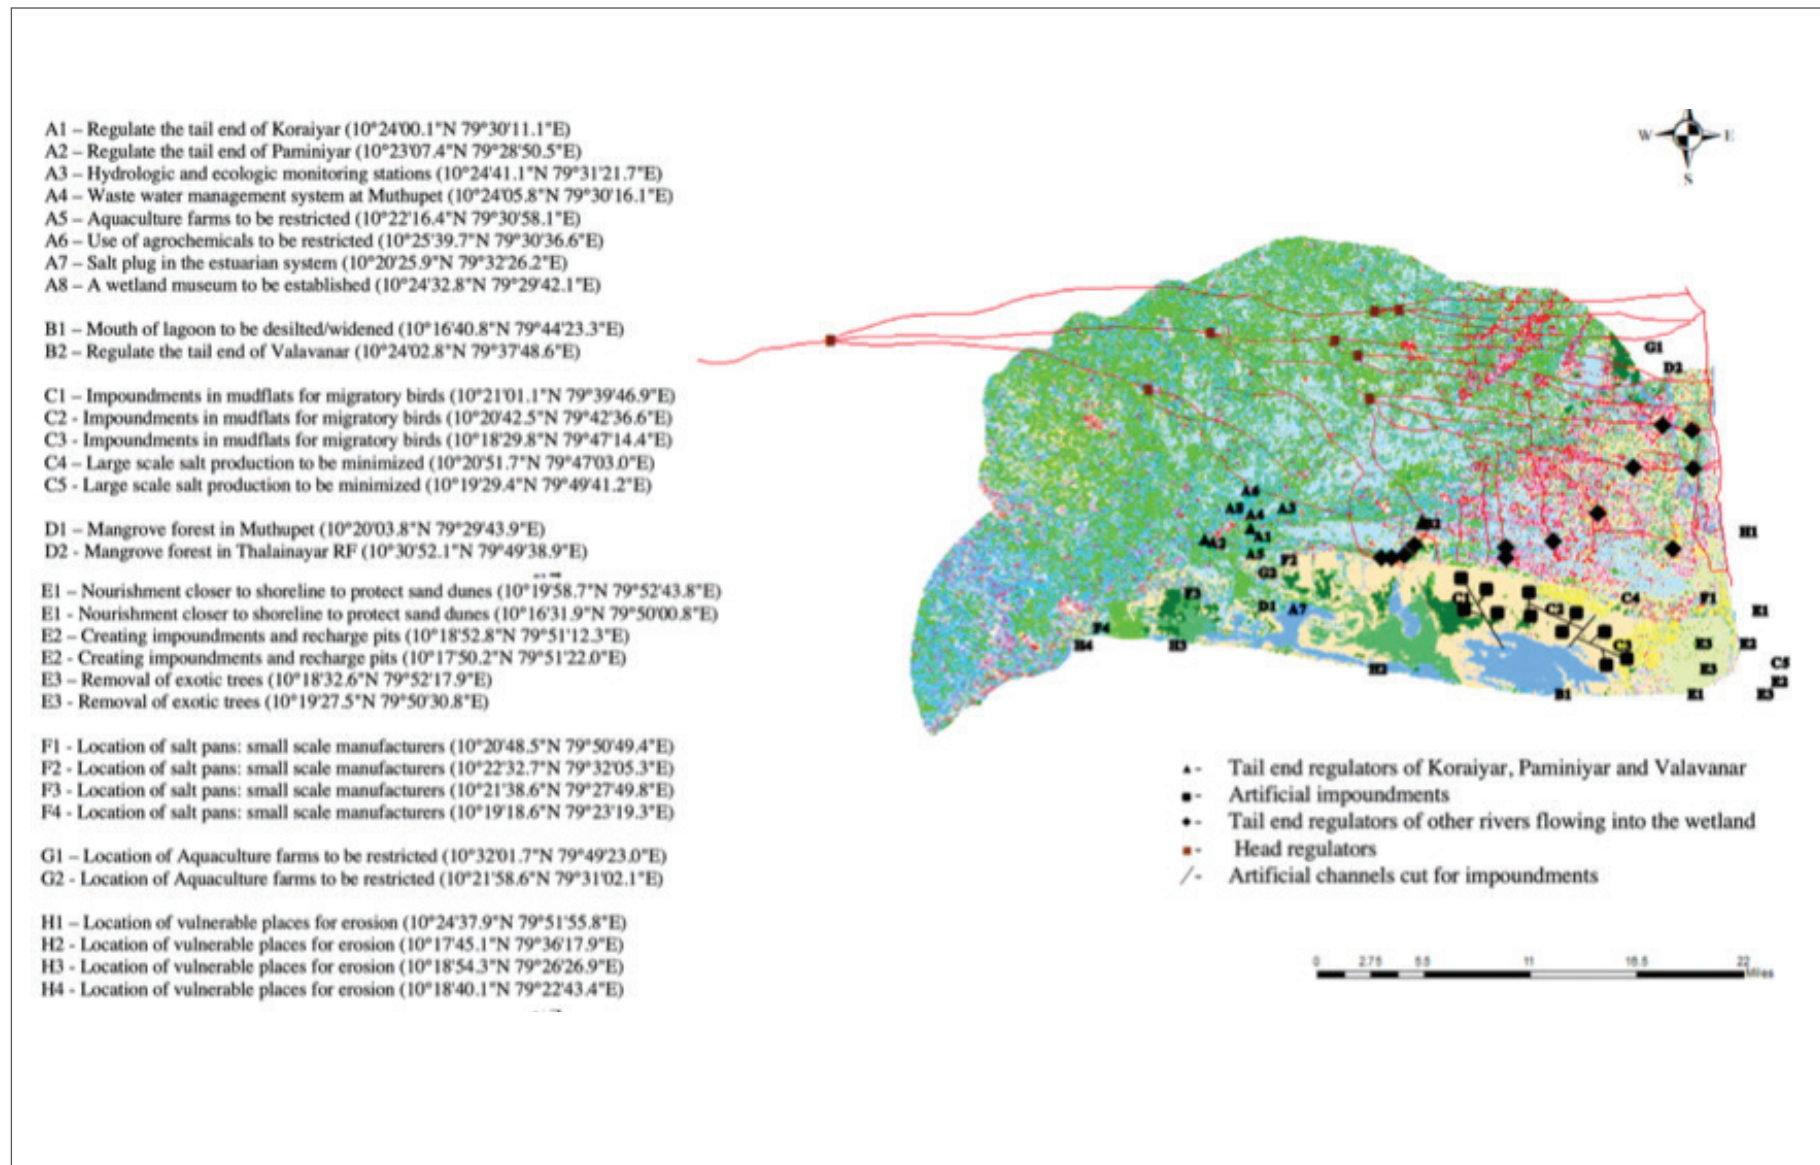 A1 – Regulate the tail end of Koraiyar (10°24'00.1"N 79°30'11.1"E)
A2 – Regulate the tail end of Paminiyar (10°23'07.4"N 79°28'50.5"E)
A3 – Hydrologic and ecologic monitoring stations (10°24'41.1"N 79°31'21.7"E)
A4 – Waste water management system at Muthupet (10°24'05.8"N 79°30'16.1"E)
A5 – Aquaculture farms to be restricted (10°22'16.4"N 79°30'58.1"E)
A6 – Use of agrochemicals to be restricted (10°25'39.7"N 79°30'36.6"E)
A7 – Salt plug in the estuarian system (10°20'25.9"N 79°32'26.2"E)
A8 – A wetland museum to be established (10°24'32.8"N 79°29'42.1"E)
B1 – Mouth of lagoon to be desilted/widened (10°16'40.8"N 79°44'23.3"E)
B2 – Regulate the tail end of Valavanar (10°24'02.8"N 79°37'48.6"E)
C1 – Impoundments in mudflats for migratory birds (10°21'01.1"N 79°39'46.9"E)
C2 - Impoundments in mudflats for migratory birds (10°20'42.5"N 79°42'36.6"E)
C3 - Impoundments in mudflats for migratory birds (10°18'29.8"N 79°47'14.4"E)
C4 – Large scale salt production to be minimized (10°20'51.7"N 79°47'03.0"E)
C5 - Large scale salt production to be minimized (10°19'29.4"N 79°49'41.2"E)
D1 – Mangrove forest in Muthupet (10°20'03.8"N 79°29'43.9"E)
D2 - Mangrove forest in Thalainayar RF (10°30'52.1"N 79°49'38.9"E)
E1 – Nourishment closer to shoreline to protect sand dunes (10°19'58.7"N 79°52'43.8"E)
E1 - Nourishment closer to shoreline to protect sand dunes (10°16'31.9"N 79°50'00.8"E)
E2 – Creating impoundments and recharge pits (10°18'52.8"N 79°51'12.3"E)
E2 - Creating impoundments and recharge pits (10°17'50.2"N 79°51'22.0"E)
E3 – Removal of exotic trees (10°18'32.6"N 79°52'17.9"E)
E3 - Removal of exotic trees (10°19'27.5"N 79°50'30.8"E)
F1 - Location of salt pans: small scale manufacturers (10°20'48.5"N 79°50'49.4"E)
F2 - Location of salt pans: small scale manufacturers (10°22'32.7"N 79°32'05.3"E)
F3 - Location of salt pans: small scale manufacturers (10°21'38.6"N 79°27'49.8"E)
F4 - Location of salt pans: small scale manufacturers (10°19'18.6"N 79°23'19.3"E)
G1 – Location of Aquaculture farms to be restricted (10°32'01.7"N 79°49'23.0"E)
G2 - Location of Aquaculture farms to be restricted (10°21'58.6"N 79°31'02.1"E)
H1 – Location of vulnerable places for erosion (10°24'37.9"N 79°51'55.8"E)
H2 - Location of vulnerable places for erosion (10°17'45.1"N 79°36'17.9"E)
H3 - Location of vulnerable places for erosion (10°18'54.3"N 79°26'26.9"E)
H4 - Location of vulnerable places for erosion (10°18'40.1"N 79°22'43.4"E)
W E
S
G1
D2
A6
A8 A3
A4
B2
H1
A1
A2
A5
F2
G2
F3
C1
C4 F1
D1 A7
C2
E1
F4
H4 H3
C3
E3 E2
H2
E3
C5
E2
B1
E1 E3
- Tail end regulators of Koraiyar, Paminiyar and Valavanar
- Artificial impoundments
- Tail end regulators of other rivers flowing into the wetland
- Head regulators
- Artificial channels cut for impoundments
0 2.75 5.5 11 16.5 22
Miles